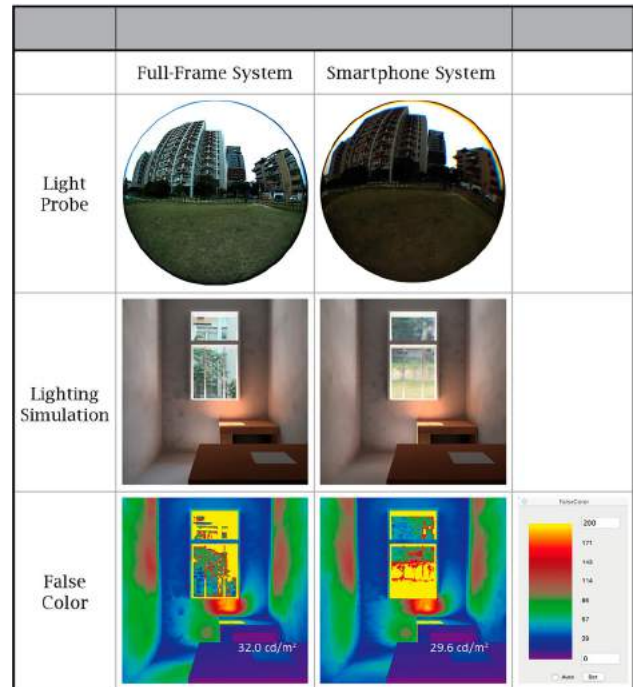 Full-Frame System Smartphone System
Light
Probe
Lighting
Simulation
False
Color
32.0 cd/m²
29.6 cd/m²
FalseColor
200
171
143
114
86
57
29
0
Auto Set